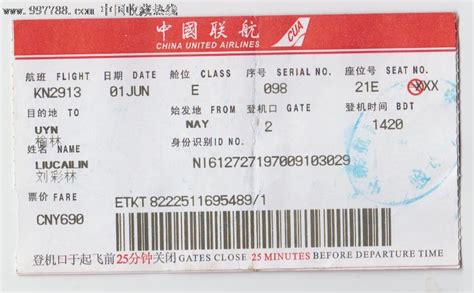 www.997788.com 中国收藏热线
中國联航
CHINA UNITED AIRLINES
CUA
航班 FLIGHT 日期 DATE 舱位 CLASS 序号 SERIAL NO. 座位号 SEAT NO.
KN2913 01JUN E 098 21E XXX
目的地 TO 始发地 FROM 登机口 GATE 登机时间 BDT
UYN NAY 2 1420
榆林
姓名 NAME 身份识别 ID NO.
LIUCAILIN NI612727197009103029
刘彩林
票价 FARE ETKT 8222511695489/1
CNY690
登机口于起飞前25分钟关闭 GATES CLOSE 25 MINUTES BEFORE DEPARTURE TIME